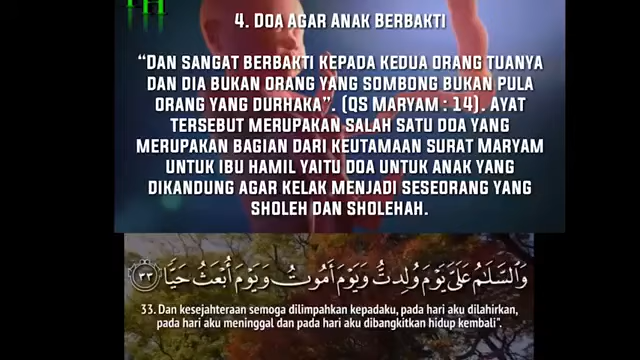 TH
4. Doa agar Anak Berbakti
“Dan sangat berbakti kepada kedua orang tuanya
dan dia bukan orang yang sombong bukan pula
orang yang durhaka”. (QS Maryam : 14). Ayat
tersebut merupakan salah satu doa yang
merupakan bagian dari keutamaan surat Maryam
untuk ibu hamil yaitu doa untuk anak yang
dikandung agar kelak menjadi seseorang yang
sholeh dan sholehah.
وَالسَّلَامُ عَلَيَّ يَوْمَ وُلِدْتُّ وَيَوْمَ أَمُوتُ وَيَوْمَ أُبْعَثُ حَيًّا ٣٣
33. Dan kesejahteraan semoga dilimpahkan kepadaku, pada hari aku dilahirkan,
pada hari aku meninggal dan pada hari aku dibangkitkan hidup kembali".